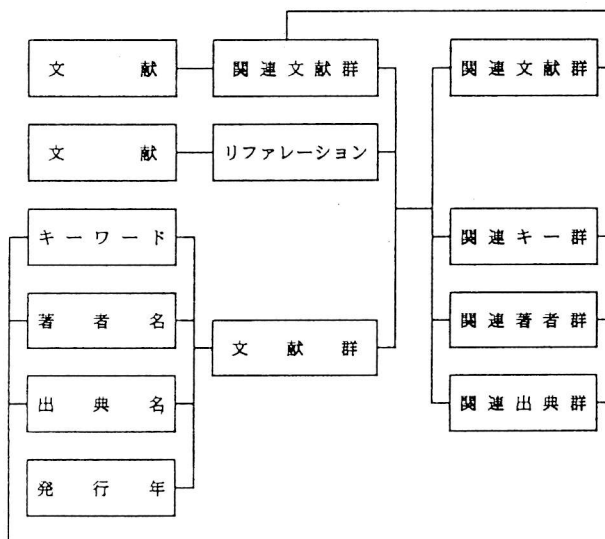 文献
関連文献群
関連文献群
文献
リファレーション
キーワード
関連キー群
著者名
関連著者群
文献群
出典名
関連出典群
発行年